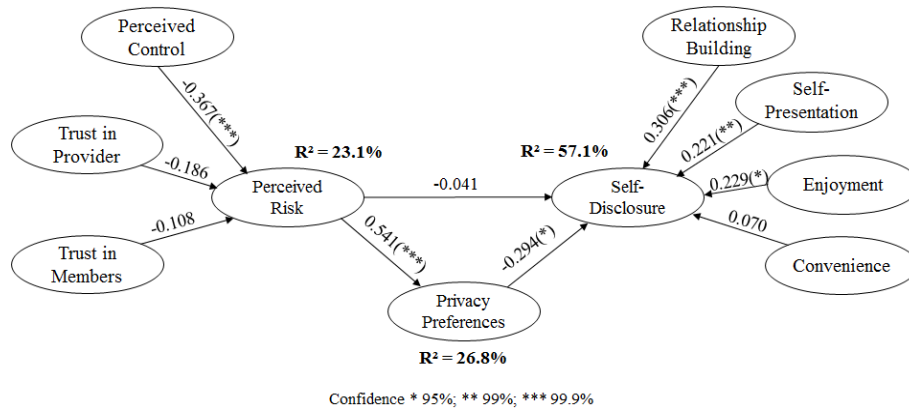 Perceived
Control
Relationship
Building
-0.367(***)
0.306(***)
Self-
Presentation
Trust in
Provider
-0.186
R² = 23.1%
R² = 57.1%
0.221(**)
Perceived
Risk
-0.041
Self-
Disclosure
0.229(*)
Enjoyment
-0.108
0.070
Trust in
Members
0.541(***)
-0.294(*)
Convenience
Privacy
Preferences
R² = 26.8%
Confidence * 95%; ** 99%; *** 99.9%